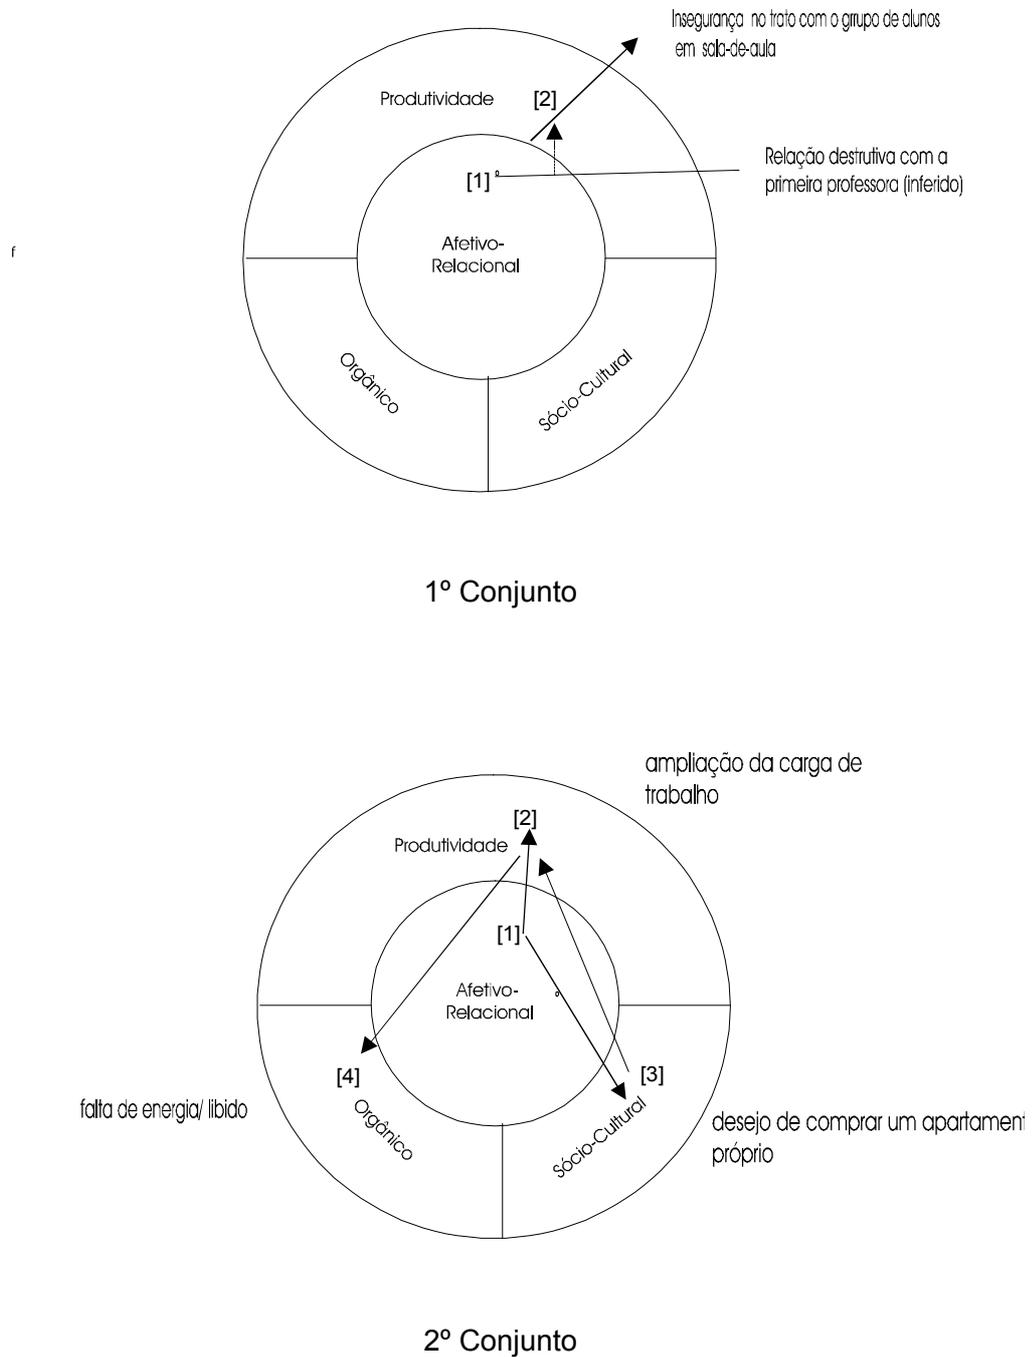 Insegurança no trato com o grrupo de alunos
em sala-de-aula
Produtividade
[2]
Relação destrutiva com a
primeira professora (inferido)
[1]
Afetivo-
Relacional
f
Orgânico
Sócio-Cultural
1º Conjunto
ampliação da carga de
trabalho
[2]
Produtividade
[1]
Afetivo-
Relacional
[4]
[3]
falta de energia/ libido
Orgânico
Sócio-Cultural
desejo de comprar um apartament
próprio
2º Conjunto